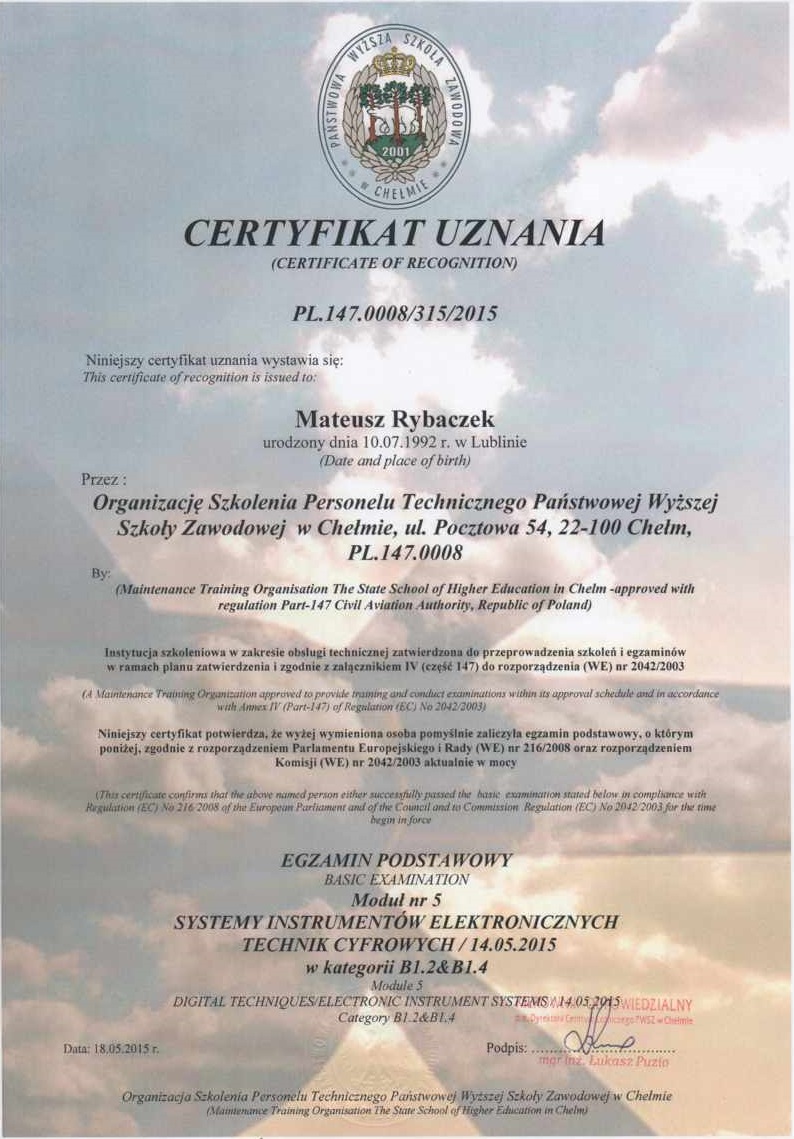 PAŃSTWOWA WYŻSZA SZKOŁA ZAWODOWA
2001
W CHEŁMIE
CERTYFIKAT UZNANIA
(CERTIFICATE OF RECOGNITION)
PL.147.0008/315/2015
Niniejszy certyfikat uznania wystawia się:
This certificate of recognition is issued to:
Mateusz Rybaczek
urodzony dnia 10.07.1992 r. w Lublinie
(Date and place of birth)
Przez :
Organizację Szkolenia Personelu Technicznego Państwowej Wyższej
Szkoły Zawodowej w Chełmie, ul. Pocztowa 54, 22-100 Chełm,
PL.147.0008
By:
(Maintenance Training Organisation The State School of Higher Education in Chelm -approved with
regulation Part-147 Civil Aviation Authority, Republic of Poland)
Instytucja szkoleniowa w zakresie obsługi technicznej zatwierdzona do przeprowadzenia szkoleń i egzaminów
w ramach planu zatwierdzenia i zgodnie z załącznikiem IV (część 147) do rozporządzenia (WE) nr 2042/2003
(A Maintenance Training Organization approved to provide training and conduct examinations within its approval schedule and in accordance
with Annex IV (Part-147) of Regulation (EC) No 2042/2003)
Niniejszy certyfikat potwierdza, że wyżej wymieniona osoba pomyślnie zaliczyła egzamin podstawowy, o którym
poniżej, zgodnie z rozporządzeniem Parlamentu Europejskiego i Rady (WE) nr 216/2008 oraz rozporządzeniem
Komisji (WE) nr 2042/2003 aktualnie w mocy
(This certificate confirms that the above named person either successfully passed the basic examination stated below in compliance with
Regulation (EC) No 216/2008 of the European Parliament and of the Council and to Commission Regulation (EC) No 2042/2003 for the time
begin in force
EGZAMIN PODSTAWOWY
BASIC EXAMINATION
Moduł nr 5
SYSTEMY INSTRUMENTÓW ELEKTRONICZNYCH
TECHNIK CYFROWYCH / 14.05.2015
w kategorii B1.2&B1.4
Module 5
DIGITAL TECHNIQUES/ELECTRONIC INSTRUMENT SYSTEMS / 14.05.2015
Category B1.2&B1.4
Data: 18.05.2015 r.
Podpis:
mgr inż. Łukasz Puzio
Organizacja Szkolenia Personelu Technicznego Państwowej Wyższej Szkoły Zawodowej w Chełmie
(Maintenance Training Organisation The State School of Higher Education in Chelm)